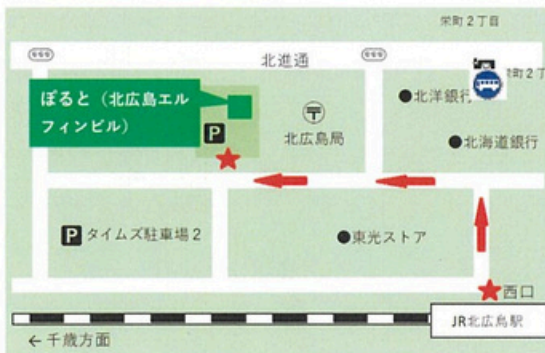 栄町2丁目
北進通
栄町2丁
ぽると（北広島エル
フィンビル）
P
〒
北広島局
●北洋銀行
●北海道銀行
P タイムズ駐車場2
●東光ストア
西口
JR北広島駅
←千歳方面